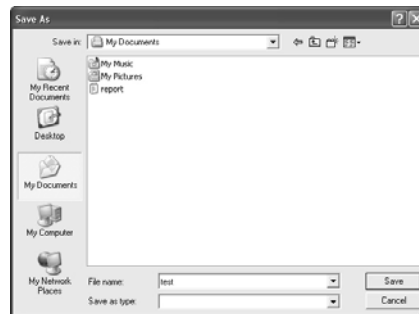 Save As
Save in:
My Documents
My Recent
Documents
Desktop
My Documents
My Computer
My Network
Places
My Music
My Pictures
report
File name:
test
Save
Save as type:
Cancel